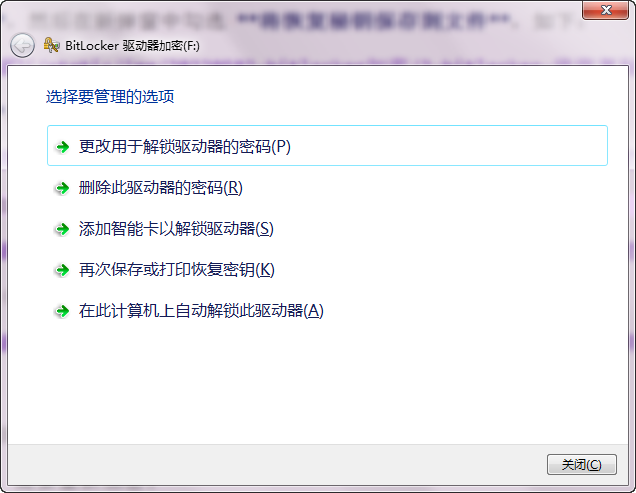 BitLocker 驱动器加密(F:)
选择要管理的选项
更改用于解锁驱动器的密码(P)
删除此驱动器的密码(R)
添加智能卡以解锁驱动器(S)
再次保存或打印恢复密钥(K)
在此计算机上自动解锁此驱动器(A)
关闭(C)